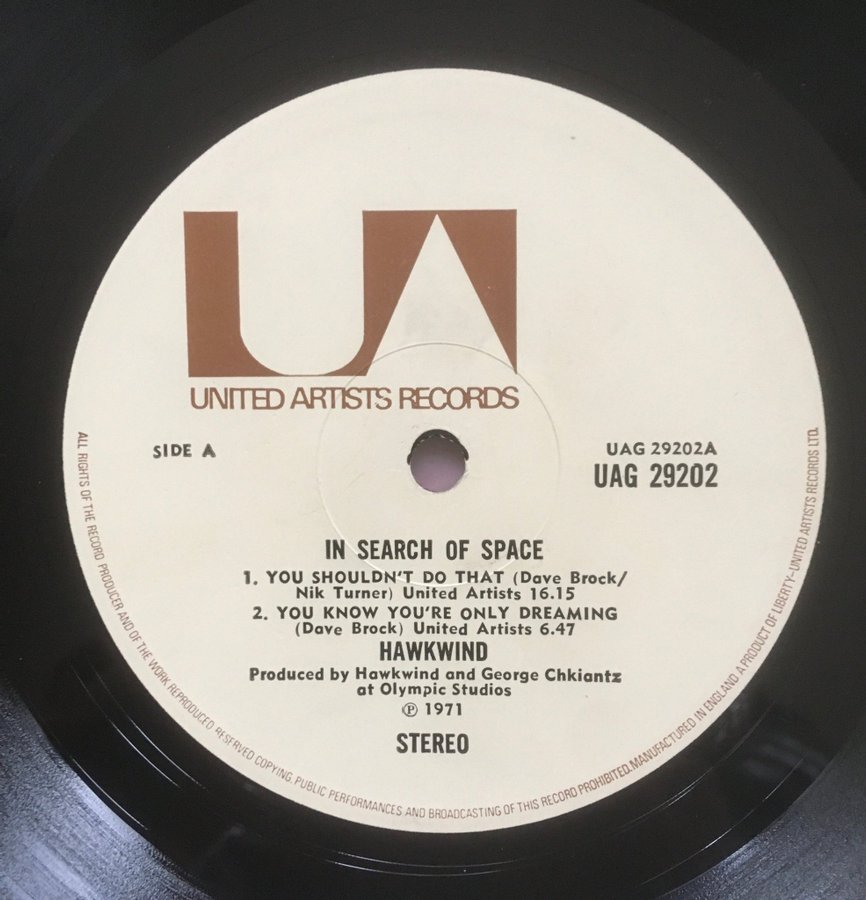 UA
UNITED ARTISTS RECORDS
SIDE A
UAG 29202A
UAG 29202
IN SEARCH OF SPACE
1. YOU SHOULDN'T DO THAT (Dave Brock/
Nik Turner) United Artists 16.15
2. YOU KNOW YOU'RE ONLY DREAMING
(Dave Brock) United Artists 6.47
HAWKWIND
Produced by Hawkwind and George Chkiantz
at Olympic Studios
℗ 1971
STEREO
ALL RIGHTS OF THE RECORD PRODUCER AND OF THE WORK REPRODUCED RESERVED COPYING, PUBLIC PERFORMANCES AND BROADCASTING OF THIS RECORD PROHIBITED. MANUFACTURED IN ENGLAND A PRODUCT OF LIBERTY-UNITED ARTISTS RECORDS LTD.